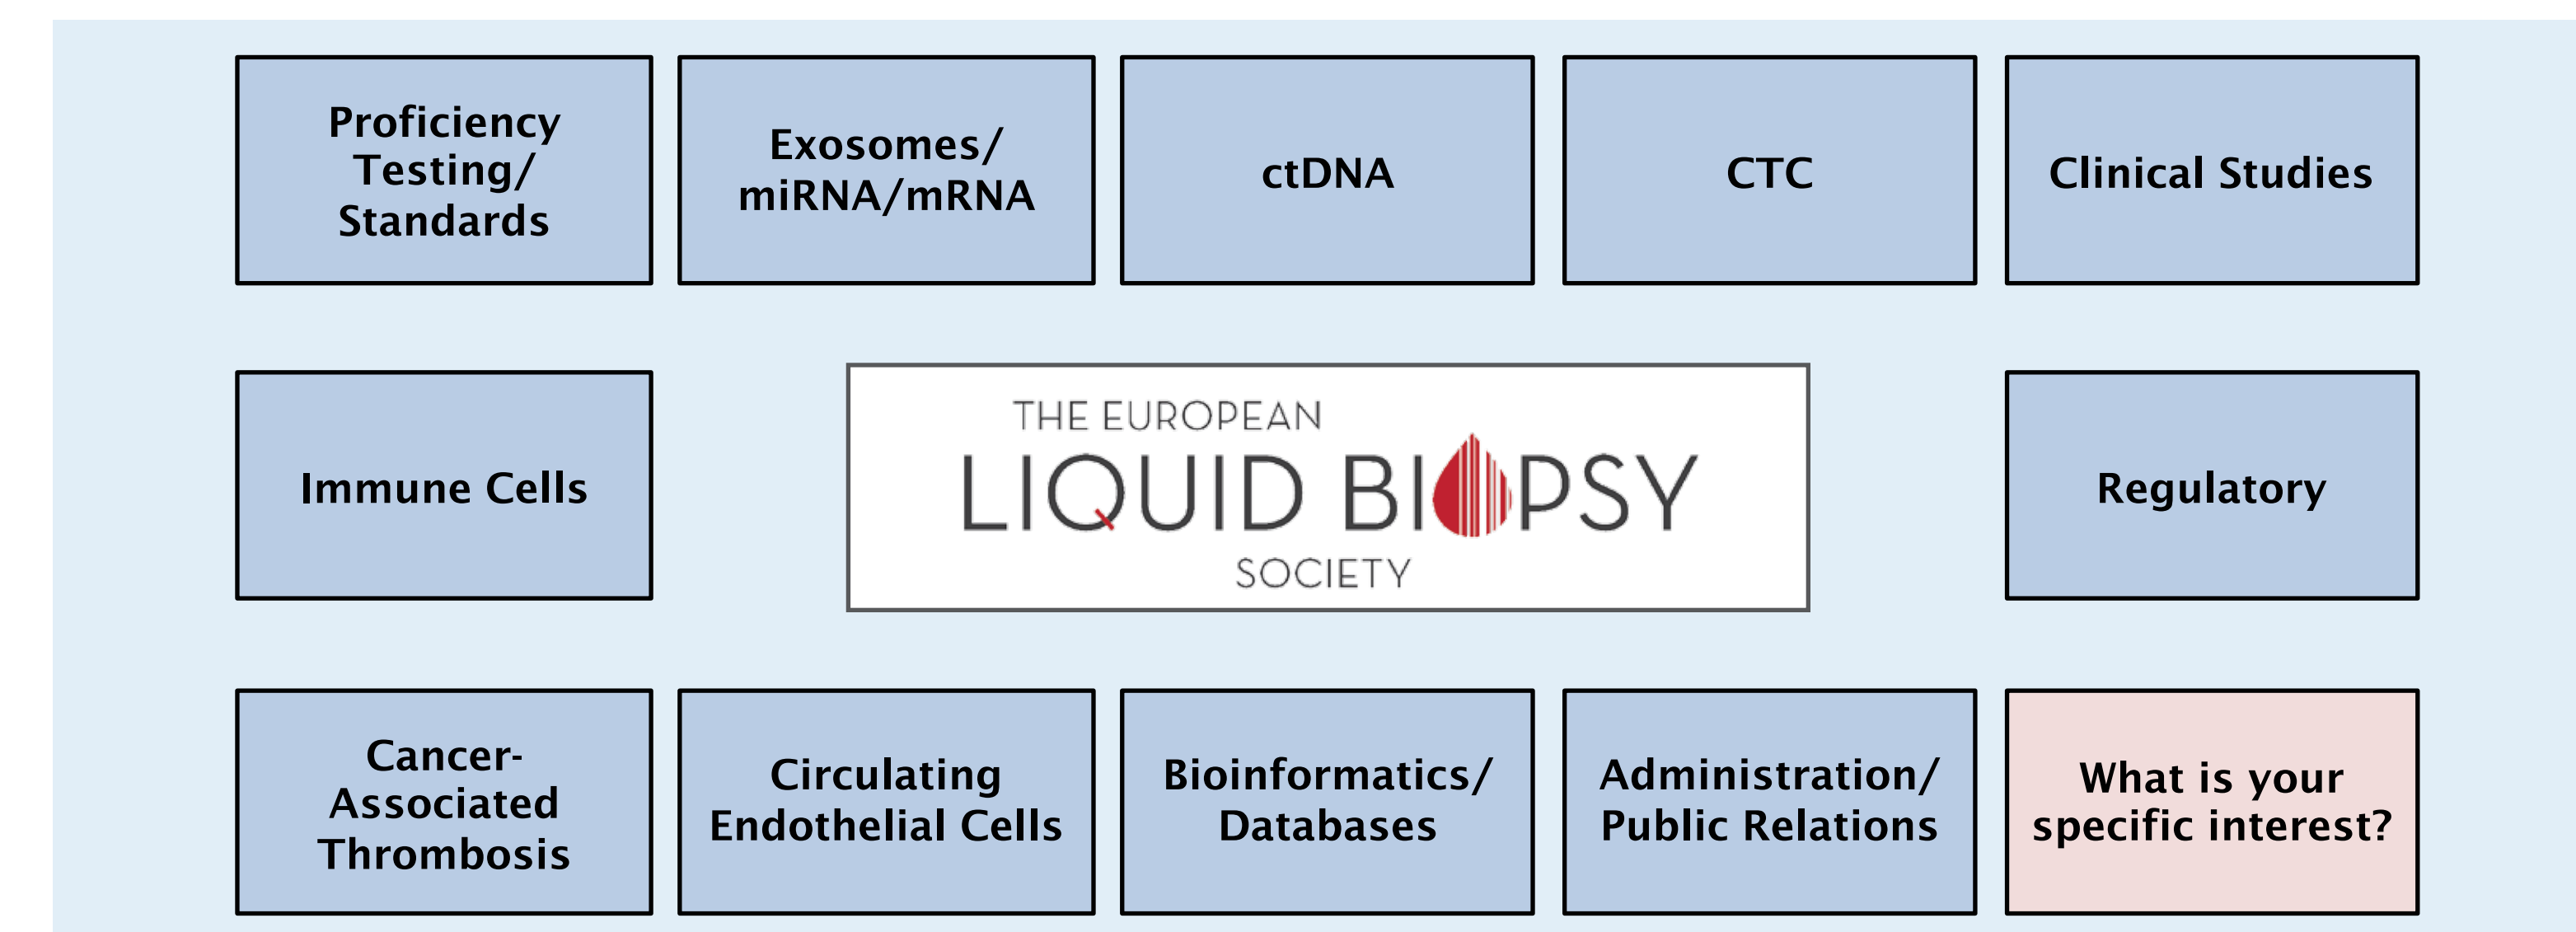 Proficiency
Testing/
Standards
Exosomes/
miRNA/mRNA
ctDNA
CTC
Clinical Studies
Immune Cells
THE EUROPEAN
LIQUID BIOPSY
SOCIETY
Regulatory
Cancer-
Associated
Thrombosis
Circulating
Endothelial Cells
Bioinformatics/
Databases
Administration/
Public Relations
What is your
specific interest?